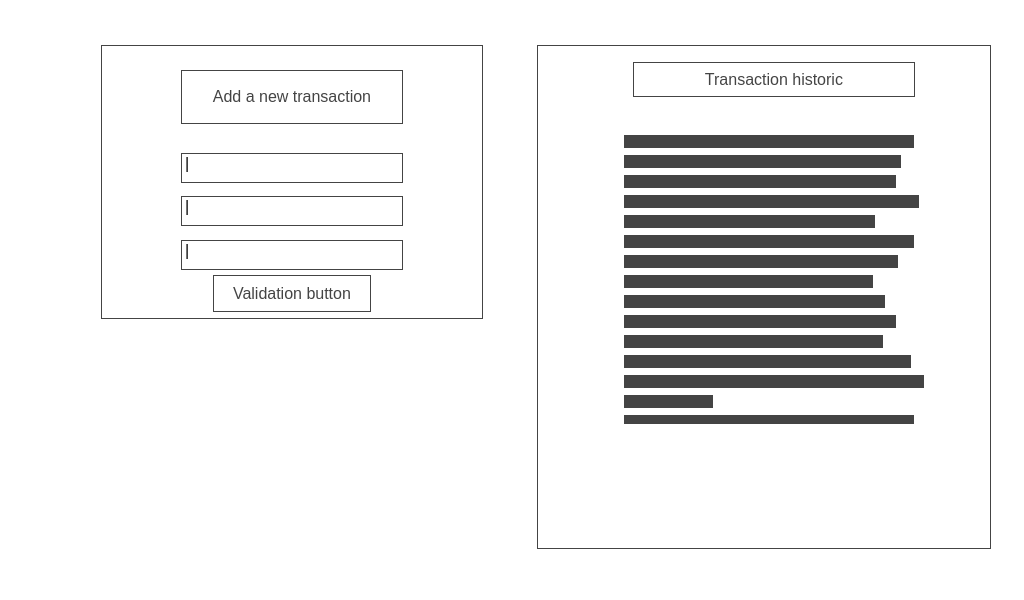 Add a new transaction
Validation button
Transaction historic